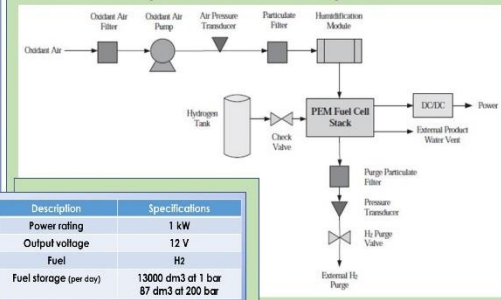 Oxidant Air
Filter
Oxidant Air
Pump
Air Pressure
Transducer
Particulate
Filter
Humidification
Module
Oxidant Air
Hydrogen
Tank
Check
Valve
PEM Fuel Cell
Stack
DC/DC
Power
External Product
Water Vent
Purge Particulate
Filter
Pressure
Transducer
H₂ Purge
Valve
External H₂
Purge
Description Specifications
Power rating 1 kW
Output voltage 12 V
Fuel H2
Fuel storage (per day) 13000 dm3 at 1 bar
87 dm3 at 200 bar